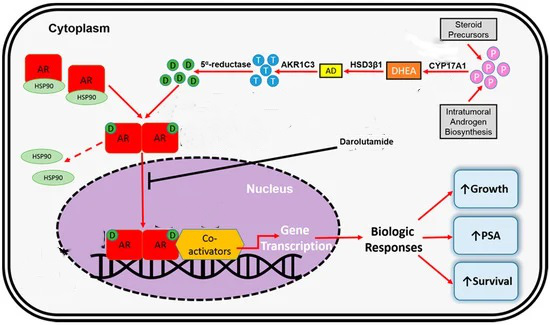 Cytoplasm
Steroid
Precursors
AR
HSP90
AR
HSP90
D
D
D
D
D
D
D
5ᵅ-reductase
T
T
T
T
T
AKR1C3
AD
HSD3β1
DHEA
CYP17A1
P
P
P
P
P
P
Intratumoral
Androgen
Biosynthesis
D
AR
AR
D
HSP90
HSP90
Darolutamide
Nucleus
D
AR
AR
D
Co-
activators
Gene
Transcription
Biologic
Responses
↑Growth
↑PSA
↑Survival